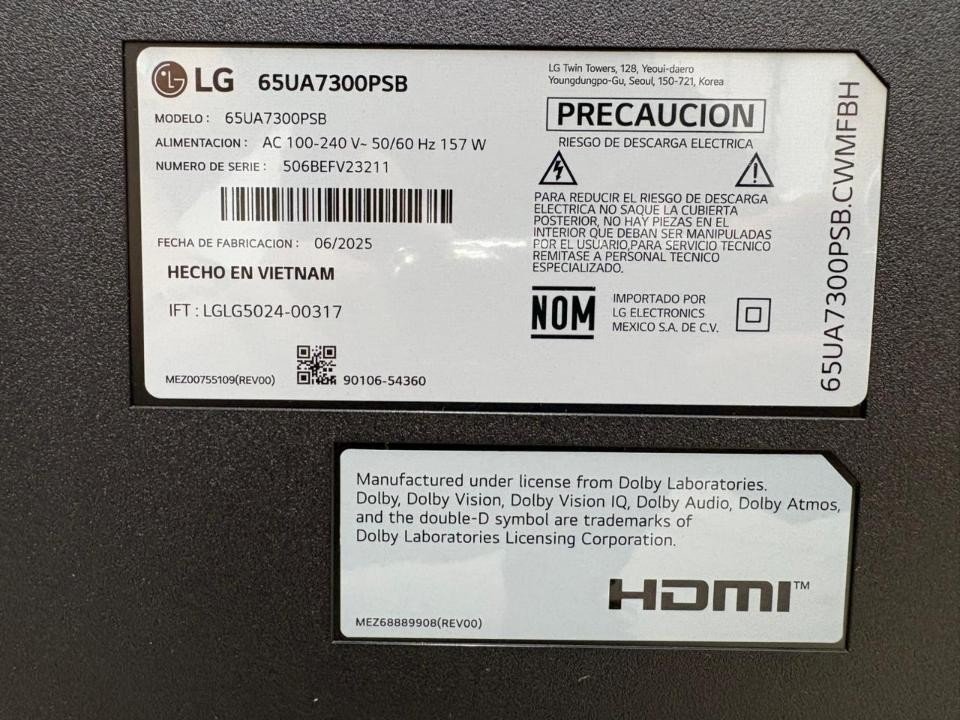 LG 65UA7300PSB
MODELO : 65UA7300PSB
ALIMENTACION : AC 100-240 V~ 50/60 Hz 157 W
NUMERO DE SERIE : 506BEFV23211
FECHA DE FABRICACION : 06/2025
HECHO EN VIETNAM
IFT : LGLG5024-00317
MEZ00755109(REV00)
90106-54360
LG Twin Towers, 128, Yeoui-daero
Youngdungpo-Gu, Seoul, 150-721, Korea
PRECAUCION
RIESGO DE DESCARGA ELECTRICA
PARA REDUCIR EL RIESGO DE DESCARGA
ELECTRICA NO SAQUE LA CUBIERTA
POSTERIOR, NO HAY PIEZAS EN EL
INTERIOR QUE DEBAN SER MANIPULADAS
POR EL USUARIO,PARA SERVICIO TECNICO
REMITASE A PERSONAL TECNICO
ESPECIALIZADO.
NOM
IMPORTADO POR
LG ELECTRONICS
MEXICO S.A. DE C.V.
65UA7300PSB.CWMFBH
Manufactured under license from Dolby Laboratories.
Dolby, Dolby Vision, Dolby Vision IQ, Dolby Audio, Dolby Atmos,
and the double-D symbol are trademarks of
Dolby Laboratories Licensing Corporation.
HDMI™
MEZ68889908(REV00)